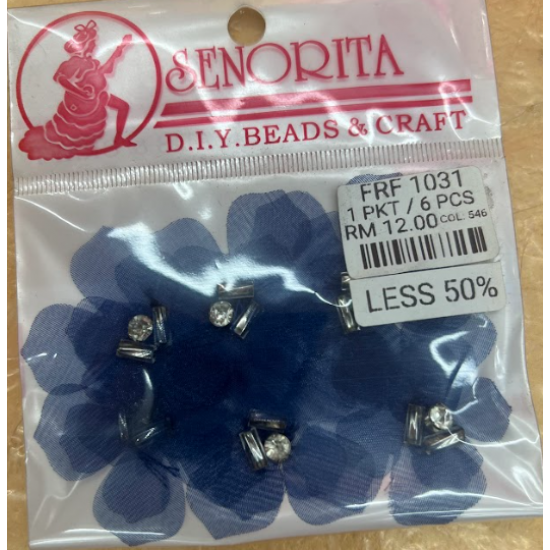 SENORITA
D.I.Y. BEADS & CRAFT
FRF 1031
1 PKT / 6 PCS
RM 12.00 COL: 546
LESS 50%